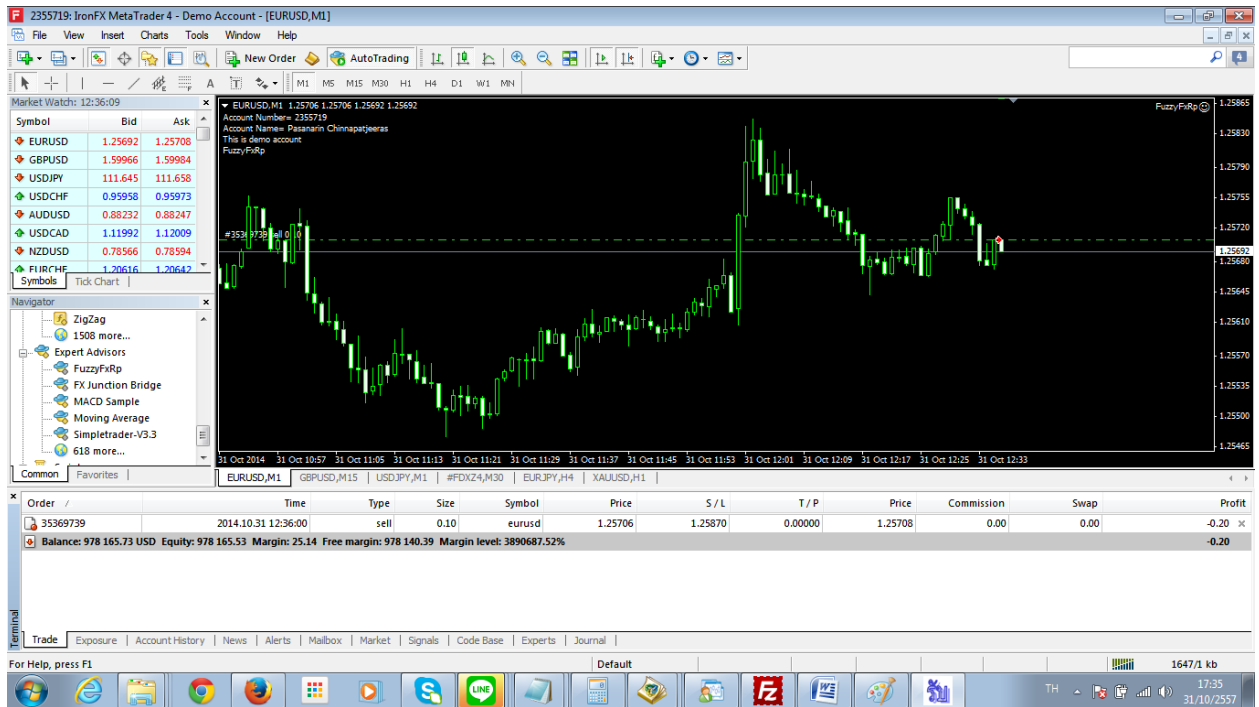 2355719: IronFX MetaTrader 4 - Demo Account - [EURUSD,M1]
File View Insert Charts Tools Window Help
New Order AutoTrading 4
A T M1 M5 M15 M30 H1 H4 D1 W1 MN
Market Watch: 12:36:09
Symbol Bid Ask
EURUSD 1.25692 1.25708
GBPUSD 1.59966 1.59984
USDJPY 111.645 111.658
USDCHF 0.95958 0.95973
AUDUSD 0.88232 0.88247
USDCAD 1.11992 1.12009
NZDUSD 0.78566 0.78594
EURCHF 1.20616 1.20642
Symbols Tick Chart
Navigator
ZigZag
1508 more...
Expert Advisors
FuzzyFxRp
FX Junction Bridge
MACD Sample
Moving Average
Simpletrader-V3.3
618 more...
Common Favorites
EURUSD,M1 1.25706 1.25706 1.25692 1.25692
Account Number= 2355719
Account Name= Pasanarin Chinnapatjeeras
This is demo account
FuzzyFxRp
FuzzyFxRp
#35369739 sell 0.10
1.25865
1.25830
1.25790
1.25755
1.25720
1.25692
1.25680
1.25645
1.25610
1.25570
1.25535
1.25500
1.25465
31 Oct 2014 31 Oct 10:57 31 Oct 11:05 31 Oct 11:13 31 Oct 11:21 31 Oct 11:29 31 Oct 11:37 31 Oct 11:45 31 Oct 11:53 31 Oct 12:01 31 Oct 12:09 31 Oct 12:17 31 Oct 12:25 31 Oct 12:33
EURUSD,M1 GBPUSD,M15 USDJPY,M1 #FDXZ4,M30 EURJPY,H4 XAUUSD,H1
Order / Time Type Size Symbol Price S / L T / P Price Commission Swap Profit
35369739 2014.10.31 12:36:00 sell 0.10 eurusd 1.25706 1.25870 0.00000 1.25708 0.00 0.00 -0.20
Balance: 978 165.73 USD Equity: 978 165.53 Margin: 25.14 Free margin: 978 140.39 Margin level: 3890687.52% -0.20
Terminal
Trade Exposure Account History News Alerts Mailbox Market Signals Code Base Experts Journal
For Help, press F1 Default 1647/1 kb
LINE TH 17:35
31/10/2557